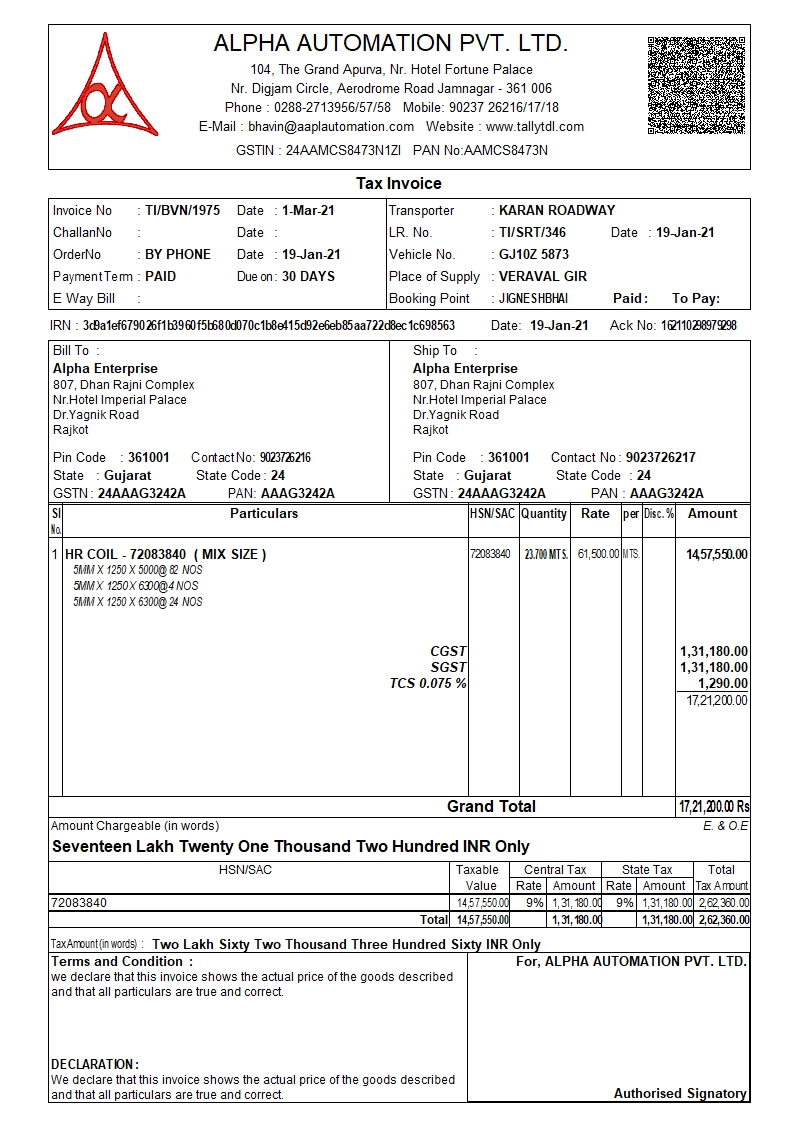 ALPHA AUTOMATION PVT. LTD.
104, The Grand Apurva, Nr. Hotel Fortune Palace
Nr. Digjam Circle, Aerodrome Road Jamnagar - 361 006
Phone : 0288-2713956/57/58 Mobile: 90237 26216/17/18
E-Mail : bhavin@aaplautomation.com Website : www.tallytdl.com
GSTIN : 24AAMCS8473N1ZI PAN No:AAMCS8473N
Tax Invoice
Invoice No : TI/BVN/1975 Date : 1-Mar-21 Transporter : KARAN ROADWAY
ChallanNo : Date : LR. No. : TI/SRT/346 Date : 19-Jan-21
OrderNo : BY PHONE Date : 19-Jan-21 Vehicle No. : GJ10Z 5873
Payment Term : PAID Due on : 30 DAYS Place of Supply : VERAVAL GIR
E Way Bill : Booking Point : JIGNESHBHAI Paid : To Pay:
IRN : 3d9a1ef679026f1b3960f5b680d070c1b8e415d92e6eb85aa722d8ec1c698563 Date: 19-Jan-21 Ack No: 162110298979298
Bill To : Ship To :
Alpha Enterprise Alpha Enterprise
807, Dhan Rajni Complex 807, Dhan Rajni Complex
Nr.Hotel Imperial Palace Nr.Hotel Imperial Palace
Dr.Yagnik Road Dr.Yagnik Road
Rajkot Rajkot
Pin Code : 361001 Contact No: 9023726216 Pin Code : 361001 Contact No : 9023726217
State : Gujarat State Code : 24 State : Gujarat State Code : 24
GSTN : 24AAAG3242A PAN: AAAG3242A GSTN : 24AAAG3242A PAN : AAAG3242A
Sl No. Particulars HSN/SAC Quantity Rate per Disc. % Amount
1 HR COIL - 72083840 ( MIX SIZE ) 72083840 23.700 MTS. 61,500.00 MTS. 14,57,550.00
5MM X 1250 X 5000@ 82 NOS
5MM X 1250 X 6300@4 NOS
5MM X 1250 X 6300@ 24 NOS
CGST 1,31,180.00
SGST 1,31,180.00
TCS 0.075 % 1,290.00
17,21,200.00
Grand Total 17,21,200.00 Rs
Amount Chargeable (in words) E. & O.E
Seventeen Lakh Twenty One Thousand Two Hundred INR Only
HSN/SAC Taxable Value Central Tax State Tax Total Tax Amount
Rate Amount Rate Amount
72083840 14,57,550.00 9% 1,31,180.00 9% 1,31,180.00 2,62,360.00
Total 14,57,550.00 1,31,180.00 1,31,180.00 2,62,360.00
Tax Amount (in words) : Two Lakh Sixty Two Thousand Three Hundred Sixty INR Only
Terms and Condition : For, ALPHA AUTOMATION PVT. LTD.
we declare that this invoice shows the actual price of the goods described
and that all particulars are true and correct.
DECLARATION :
We declare that this invoice shows the actual price of the goods described
and that all particulars are true and correct. Authorised Signatory